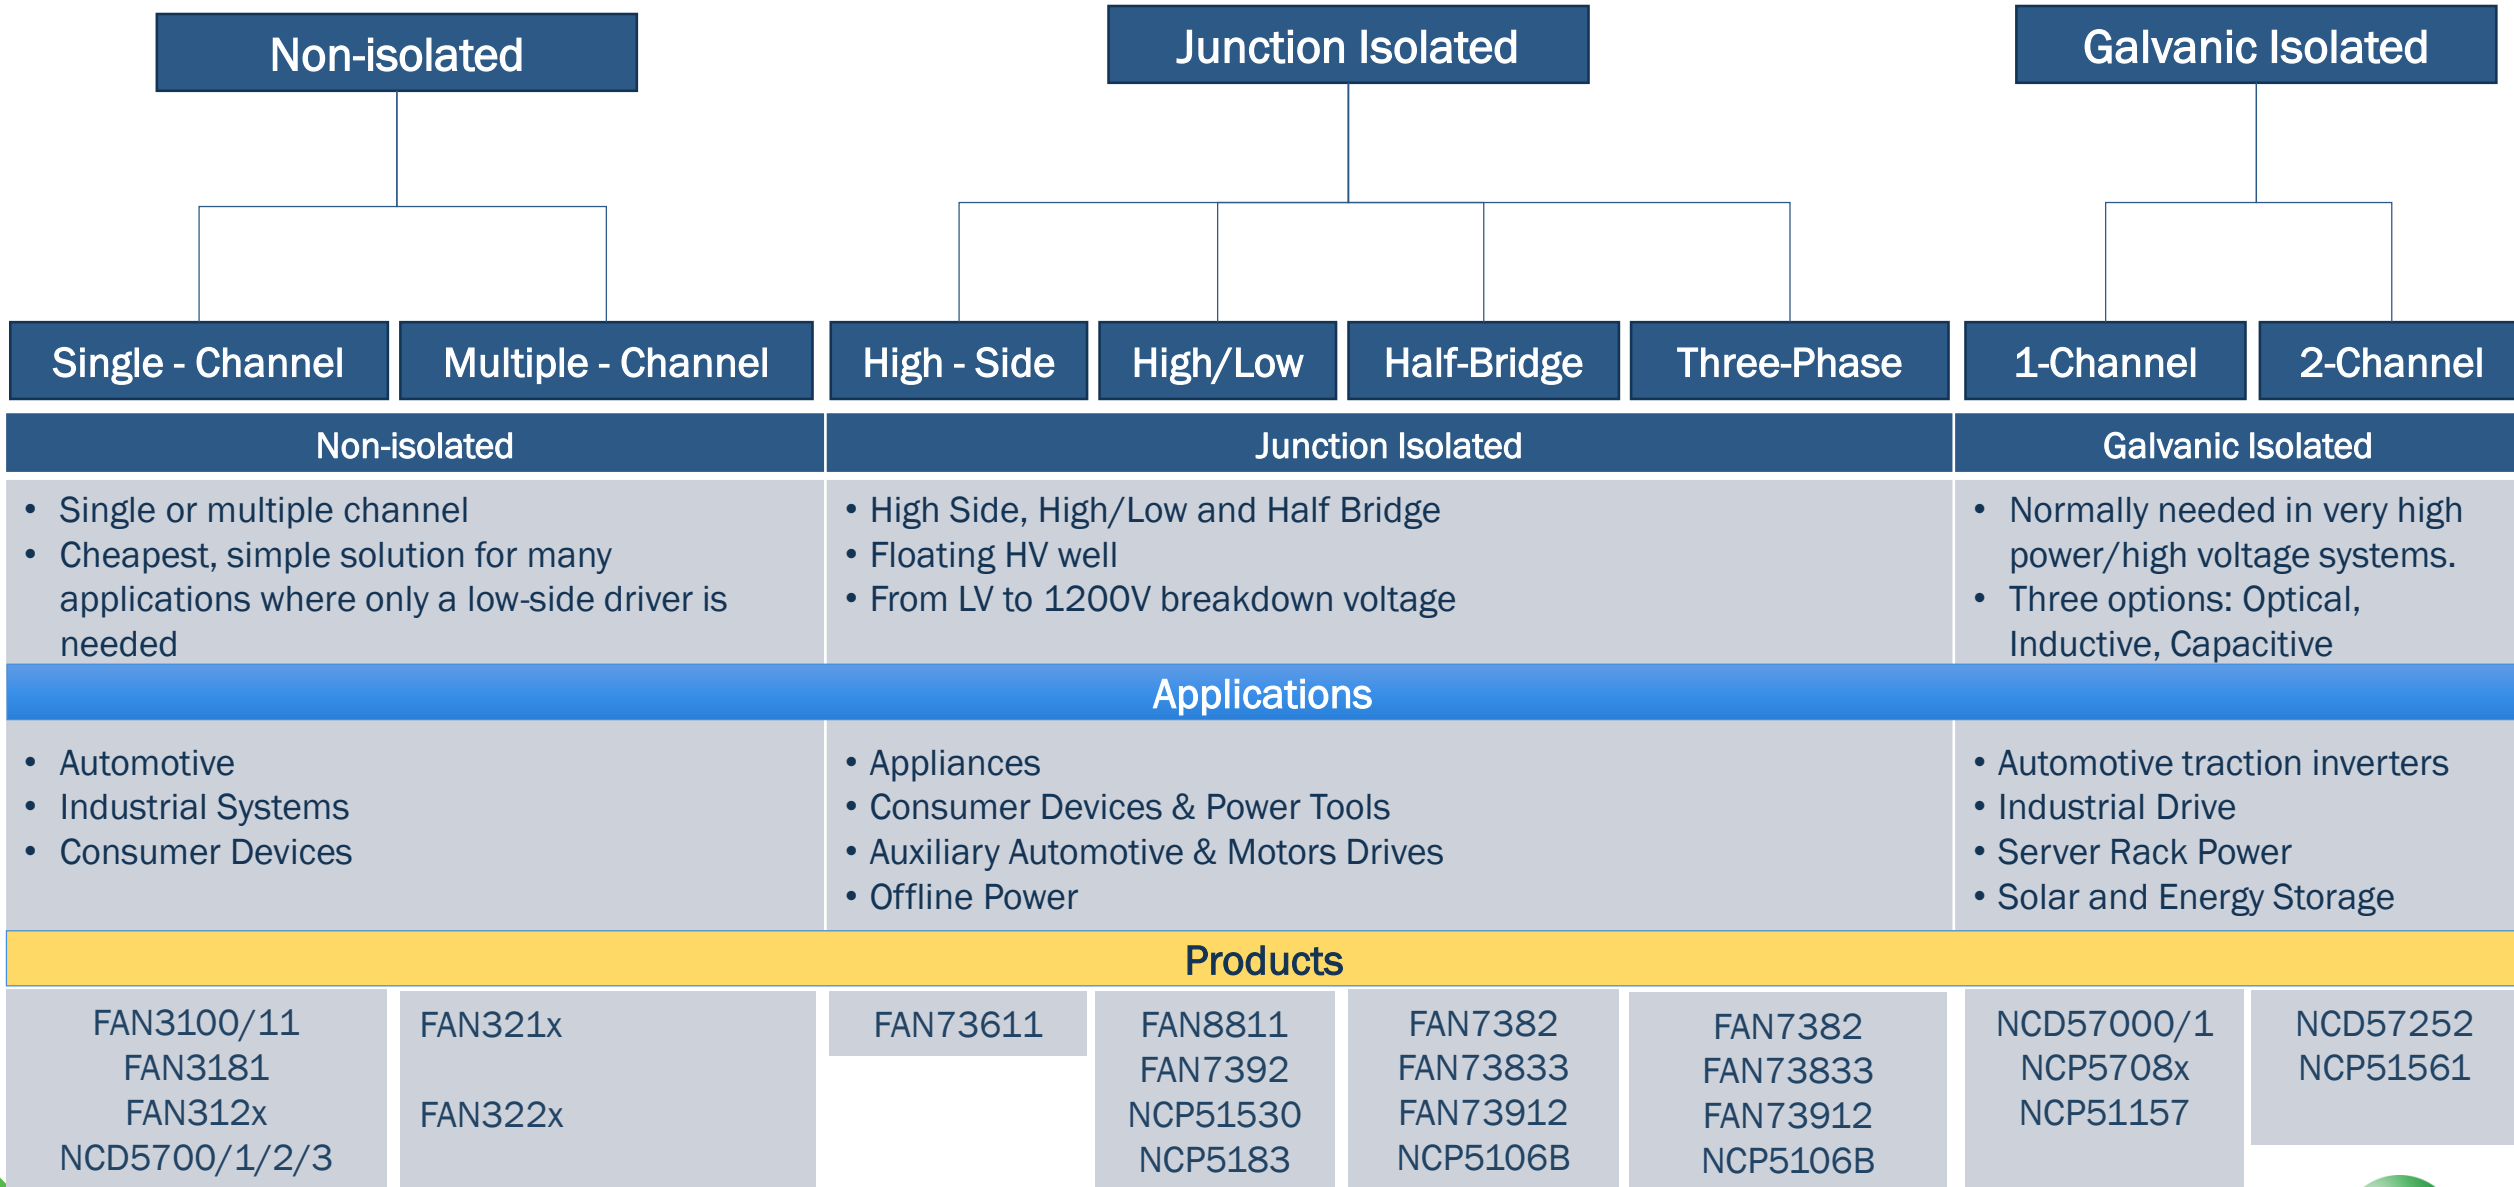 Non-isolated
Junction Isolated
Galvanic Isolated
Single - Channel
Multiple - Channel
High - Side
High/Low
Half-Bridge
Three-Phase
1-Channel
2-Channel
Non-isolated
Junction Isolated
Galvanic Isolated
• Single or multiple channel
• Cheapest, simple solution for many
applications where only a low-side driver is
needed
• High Side, High/Low and Half Bridge
• Floating HV well
• From LV to 1200V breakdown voltage
• Normally needed in very high
power/high voltage systems.
• Three options: Optical,
Inductive, Capacitive
Applications
• Automotive
• Industrial Systems
• Consumer Devices
• Appliances
• Consumer Devices & Power Tools
• Auxiliary Automotive & Motors Drives
• Offline Power
• Automotive traction inverters
• Industrial Drive
• Server Rack Power
• Solar and Energy Storage
Products
FAN3100/11
FAN3181
FAN312x
NCD5700/1/2/3
FAN321x
FAN322x
FAN73611
FAN8811
FAN7392
NCP51530
NCP5183
FAN7382
FAN73833
FAN73912
NCP5106B
FAN7382
FAN73833
FAN73912
NCP5106B
NCD57000/1
NCP5708x
NCP51157
NCD57252
NCP51561